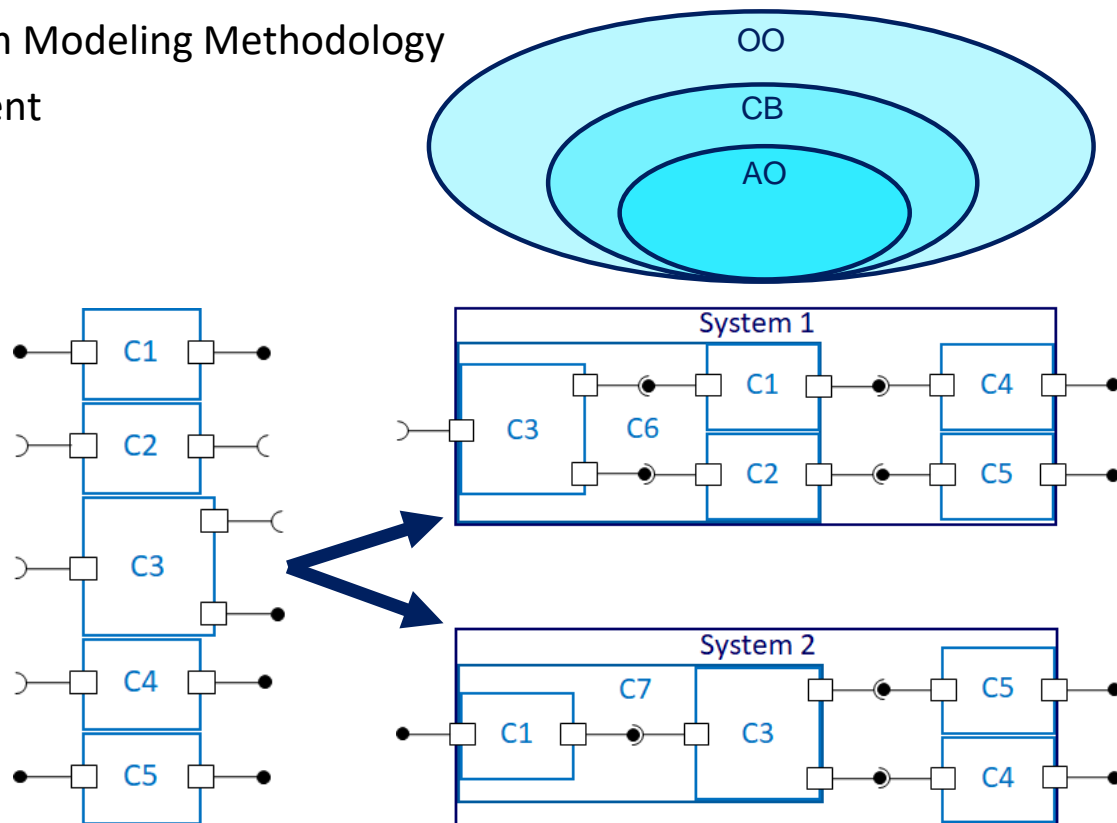 n Modeling Methodology
ent
OO
CB
AO
C1
C2
C3
C4
C5
System 1
C3
C6
C1
C2
C4
C5
System 2
C1
C7
C3
C5
C4